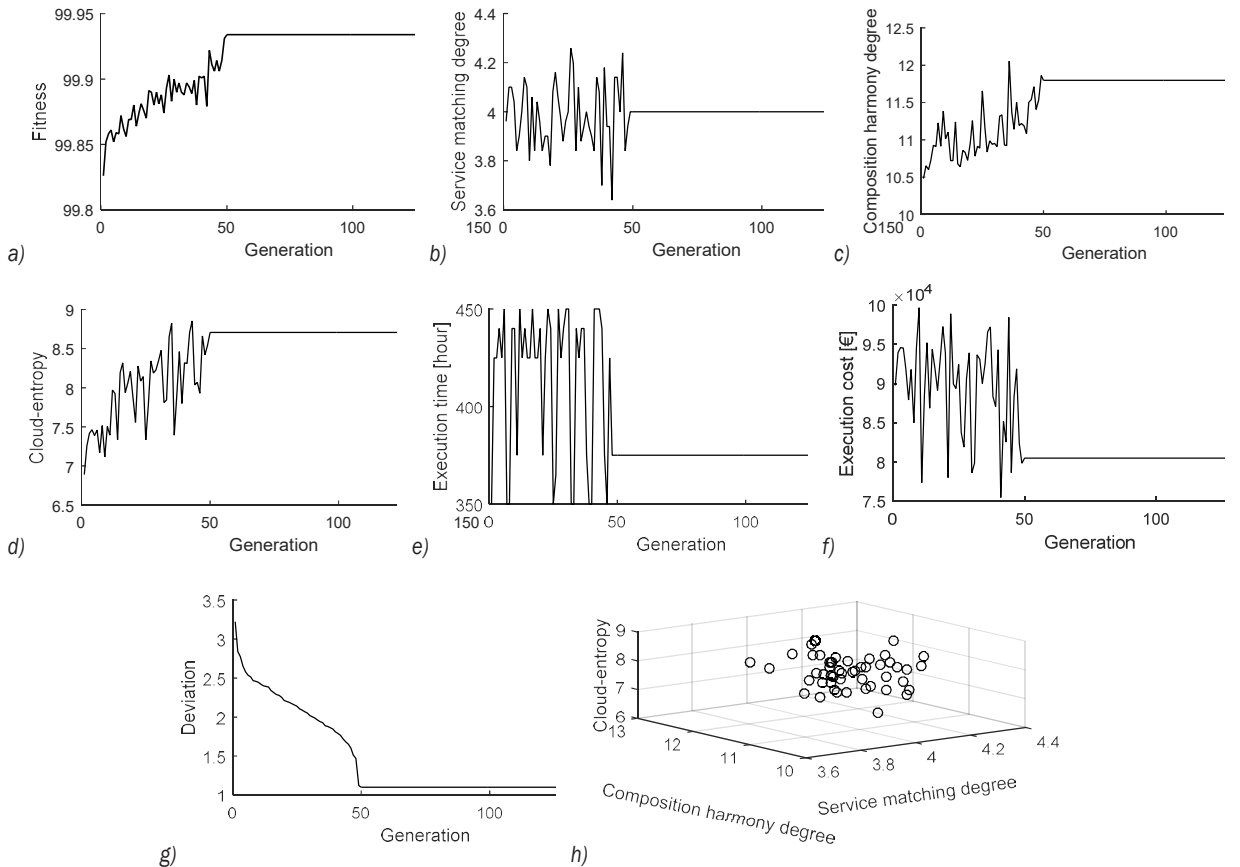 99.95
99.9
99.85
99.8
Fitness
0 50 100
Generation
a)
4.4
4.2
4
3.8
3.6
Service matching degree
150 0 50 100
Generation
b)
12.5
12
11.5
11
10.5
10
Composition harmony degree
150 0 50 100
Generation
c)
9
8.5
8
7.5
7
6.5
Cloud-entropy
0 50 100
Generation
d)
450
400
350
Execution time [hour]
150 0 50 100
Generation
e)
×10⁴
10
9.5
9
8.5
8
7.5
Execution cost [€]
0 50 100
Generation
f)
3.5
3
2.5
2
1.5
1
Deviation
0 50 100
Generation
g)
9
8
7
6
Cloud-entropy
13 12 11 10
Composition harmony degree
3.6 3.8 4 4.2 4.4
Service matching degree
h)